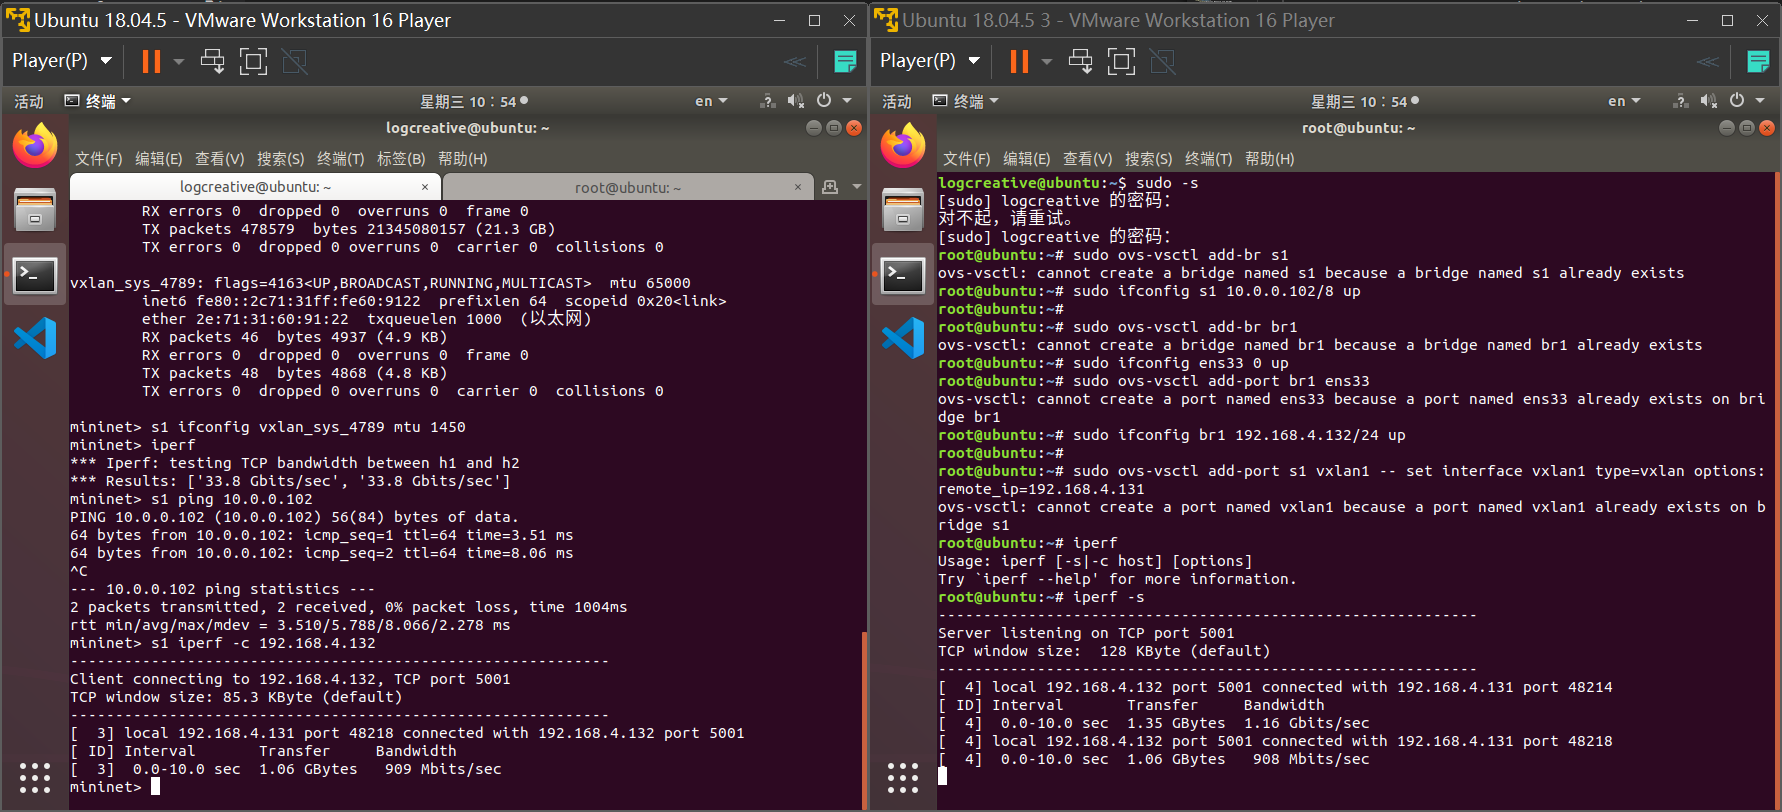 Ubuntu 18.04.5 - VMware Workstation 16 Player
Player(P)
活动
终端
星期三 10：54
en
logcreative@ubuntu: ~
文件(F) 编辑(E) 查看(V) 搜索(S) 终端(T) 标签(B) 帮助(H)
logcreative@ubuntu: ~ × root@ubuntu: ~ ×
RX errors 0  dropped 0  overruns 0  frame 0
TX packets 478579  bytes 21345080157 (21.3 GB)
TX errors 0  dropped 0 overruns 0  carrier 0  collisions 0
vxlan_sys_4789: flags=4163<UP,BROADCAST,RUNNING,MULTICAST>  mtu 65000
inet6 fe80::2c71:31ff:fe60:9122  prefixlen 64  scopeid 0x20<link>
ether 2e:71:31:60:91:22  txqueuelen 1000  (以太网)
RX packets 46  bytes 4937 (4.9 KB)
RX errors 0  dropped 0  overruns 0  frame 0
TX packets 48  bytes 4868 (4.8 KB)
TX errors 0  dropped 0 overruns 0  carrier 0  collisions 0
mininet> s1 ifconfig vxlan_sys_4789 mtu 1450
mininet> iperf
*** Iperf: testing TCP bandwidth between h1 and h2
*** Results: ['33.8 Gbits/sec', '33.8 Gbits/sec']
mininet> s1 ping 10.0.0.102
PING 10.0.0.102 (10.0.0.102) 56(84) bytes of data.
64 bytes from 10.0.0.102: icmp_seq=1 ttl=64 time=3.51 ms
64 bytes from 10.0.0.102: icmp_seq=2 ttl=64 time=8.06 ms
^C
--- 10.0.0.102 ping statistics ---
2 packets transmitted, 2 received, 0% packet loss, time 1004ms
rtt min/avg/max/mdev = 3.510/5.788/8.066/2.278 ms
mininet> s1 iperf -c 192.168.4.132
------------------------------------------------------------
Client connecting to 192.168.4.132, TCP port 5001
TCP window size: 85.3 KByte (default)
------------------------------------------------------------
[  3] local 192.168.4.131 port 48218 connected with 192.168.4.132 port 5001
[ ID] Interval       Transfer     Bandwidth
[  3]  0.0-10.0 sec  1.06 GBytes   909 Mbits/sec
mininet>
Ubuntu 18.04.5 3 - VMware Workstation 16 Player
Player(P)
活动
终端
星期三 10：54
en
root@ubuntu: ~
文件(F) 编辑(E) 查看(V) 搜索(S) 终端(T) 帮助(H)
logcreative@ubuntu:~$ sudo -s
[sudo] logcreative 的密码：
对不起，请重试。
[sudo] logcreative 的密码：
root@ubuntu:~# sudo ovs-vsctl add-br s1
ovs-vsctl: cannot create a bridge named s1 because a bridge named s1 already exists
root@ubuntu:~# sudo ifconfig s1 10.0.0.102/8 up
root@ubuntu:~#
root@ubuntu:~# sudo ovs-vsctl add-br br1
ovs-vsctl: cannot create a bridge named br1 because a bridge named br1 already exists
root@ubuntu:~# sudo ifconfig ens33 0 up
root@ubuntu:~# sudo ovs-vsctl add-port br1 ens33
ovs-vsctl: cannot create a port named ens33 because a port named ens33 already exists on bri
dge br1
root@ubuntu:~# sudo ifconfig br1 192.168.4.132/24 up
root@ubuntu:~#
root@ubuntu:~# sudo ovs-vsctl add-port s1 vxlan1 -- set interface vxlan1 type=vxlan options:
remote_ip=192.168.4.131
ovs-vsctl: cannot create a port named vxlan1 because a port named vxlan1 already exists on b
ridge s1
root@ubuntu:~# iperf
Usage: iperf [-s|-c host] [options]
Try `iperf --help' for more information.
root@ubuntu:~# iperf -s
------------------------------------------------------------
Server listening on TCP port 5001
TCP window size:  128 KByte (default)
------------------------------------------------------------
[  4] local 192.168.4.132 port 5001 connected with 192.168.4.131 port 48214
[ ID] Interval       Transfer     Bandwidth
[  4]  0.0-10.0 sec  1.35 GBytes  1.16 Gbits/sec
[  4] local 192.168.4.132 port 5001 connected with 192.168.4.131 port 48218
[  4]  0.0-10.0 sec  1.06 GBytes   908 Mbits/sec